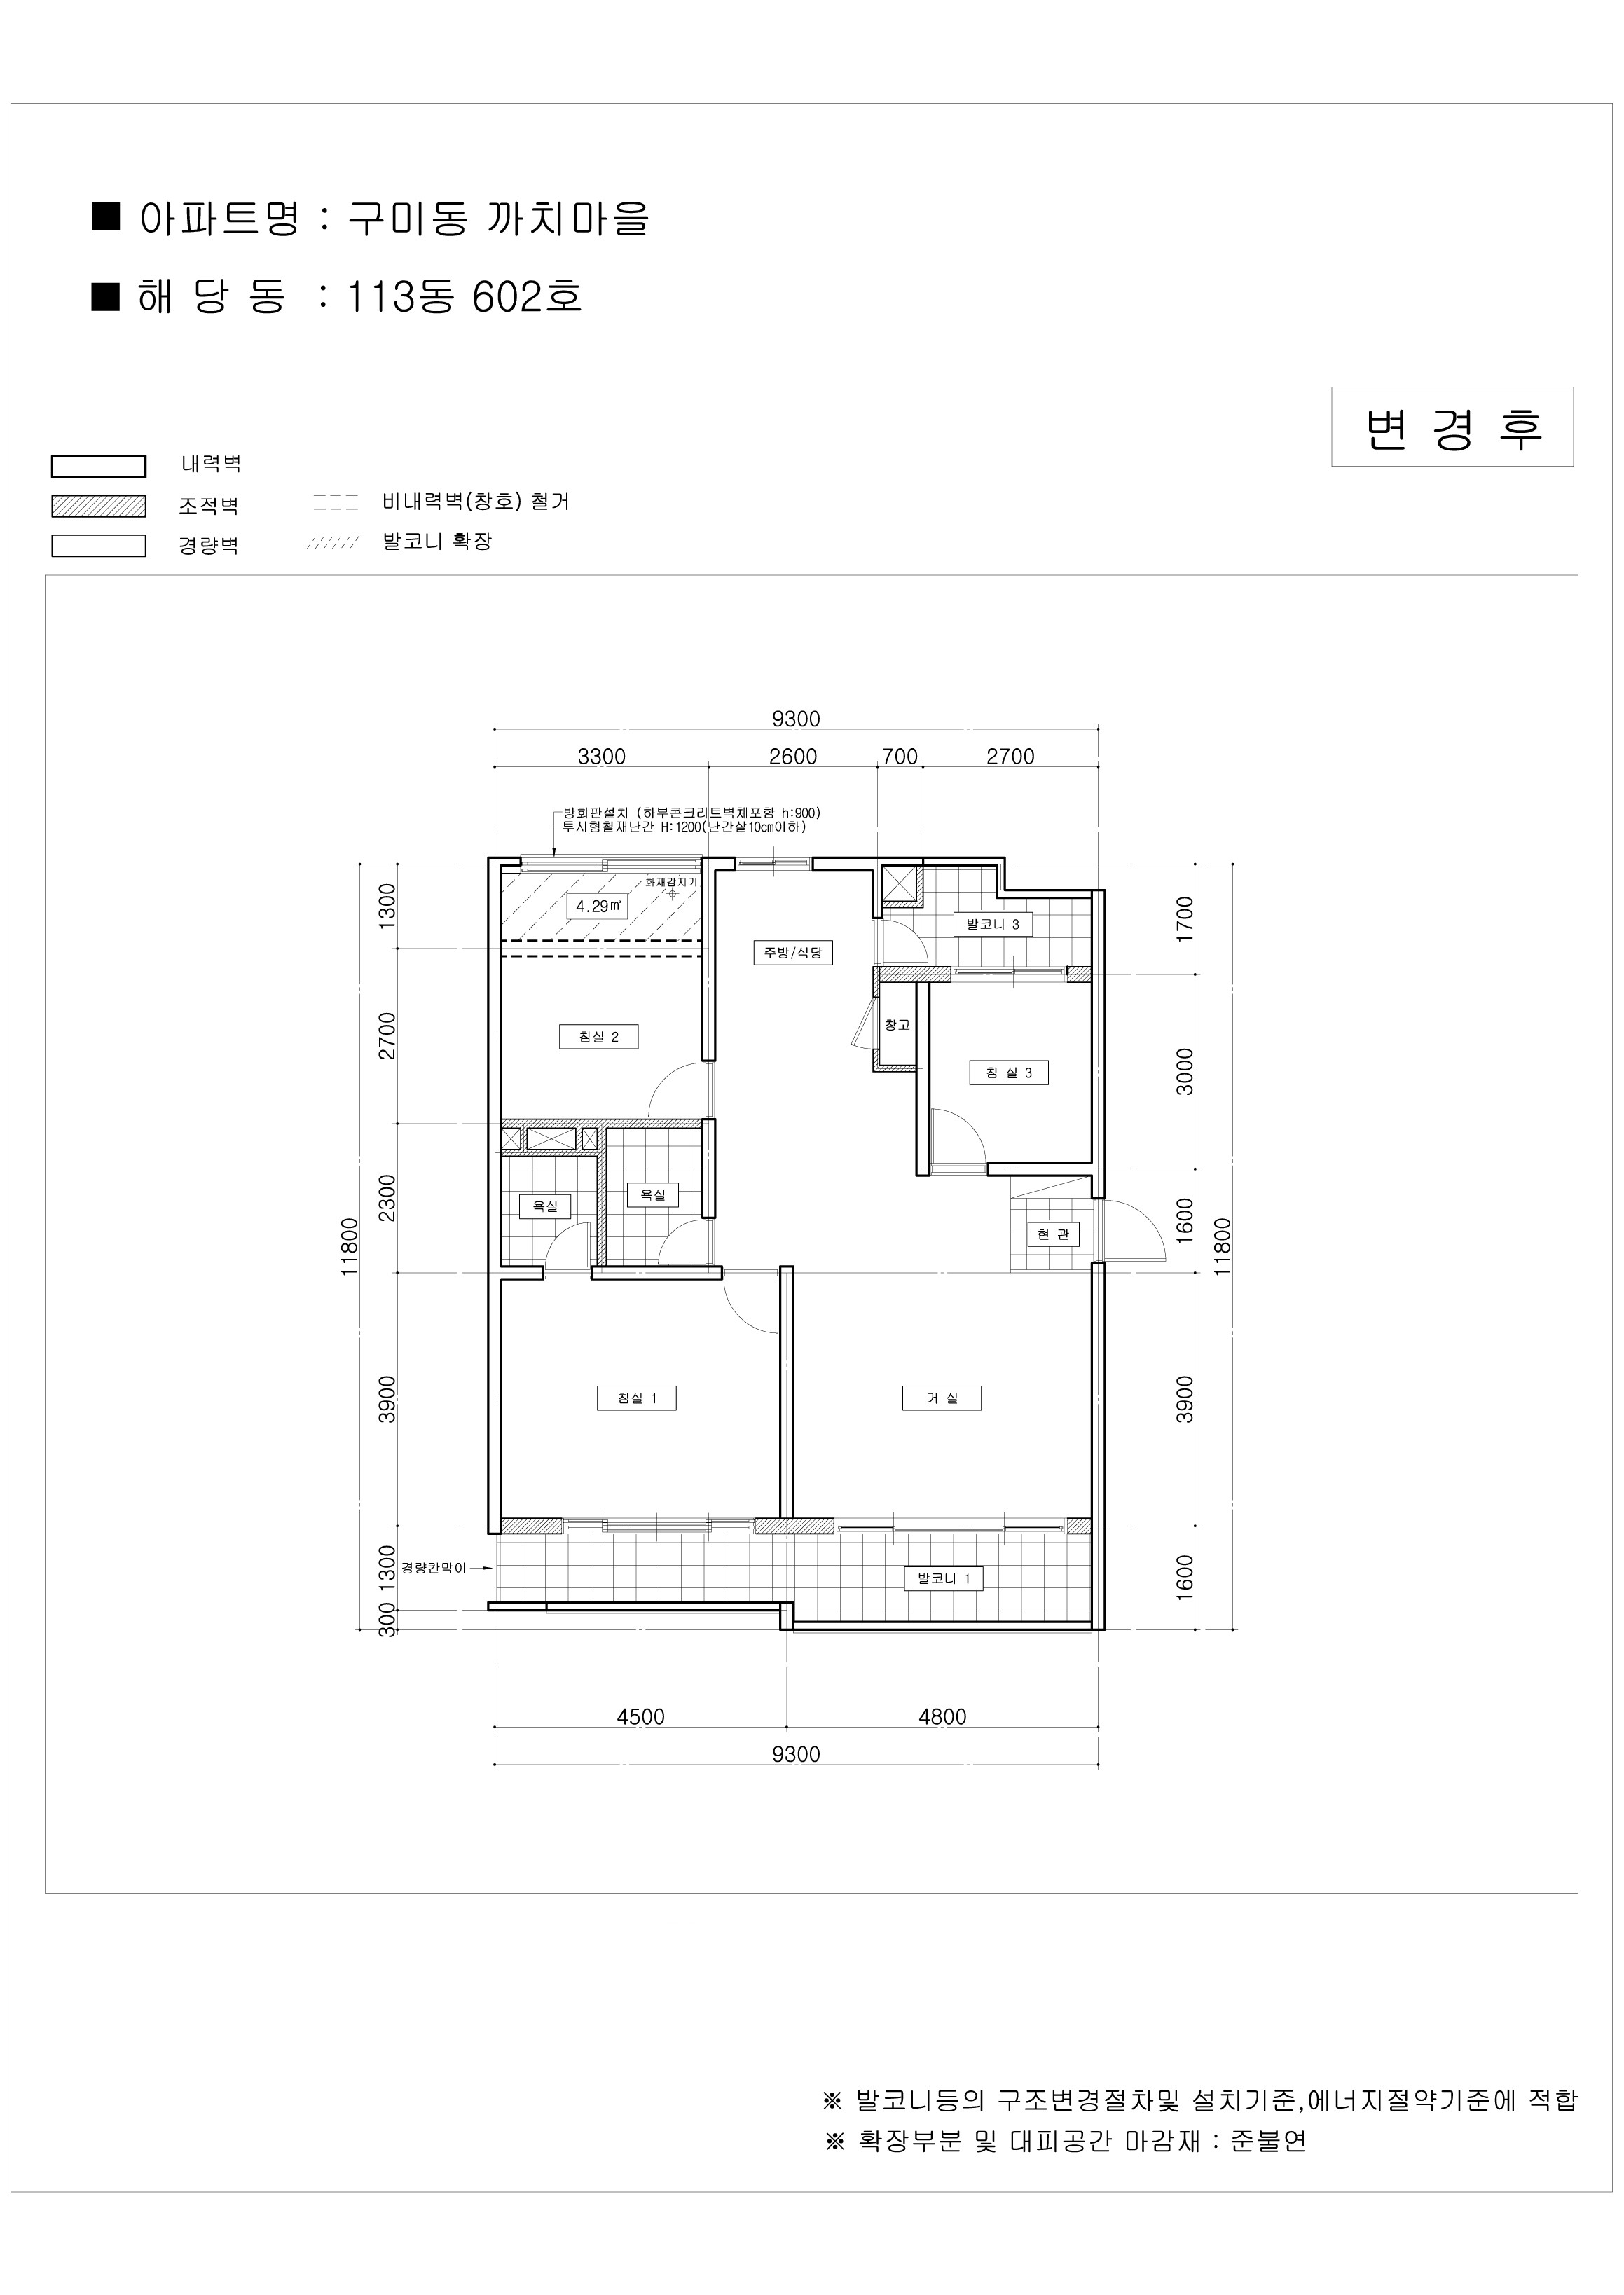 ■ 아파트명 : 구미동 까치마을
■ 해 당 동 : 113동 602호
변 경 후
내력벽
조적벽
비내력벽(창호) 철거
경량벽
발코니 확장
9300
3300
2600
700
2700
방화판설치 (하부콘크리트벽체포함 h:900)
투시형철재난간 H:1200(난간살10cm이하)
화재감지기
4.29㎡
1300
1700
발코니 3
주방/식당
창고
침실 2
2700
침 실 3
3000
욕실
욕실
2300
현 관
1600
11800
11800
침실 1
거 실
3900
3900
경량칸막이
발코니 1
1300
300
1600
4500
4800
9300
※ 발코니등의 구조변경절차및 설치기준,에너지절약기준에 적합
※ 확장부분 및 대피공간 마감재 : 준불연